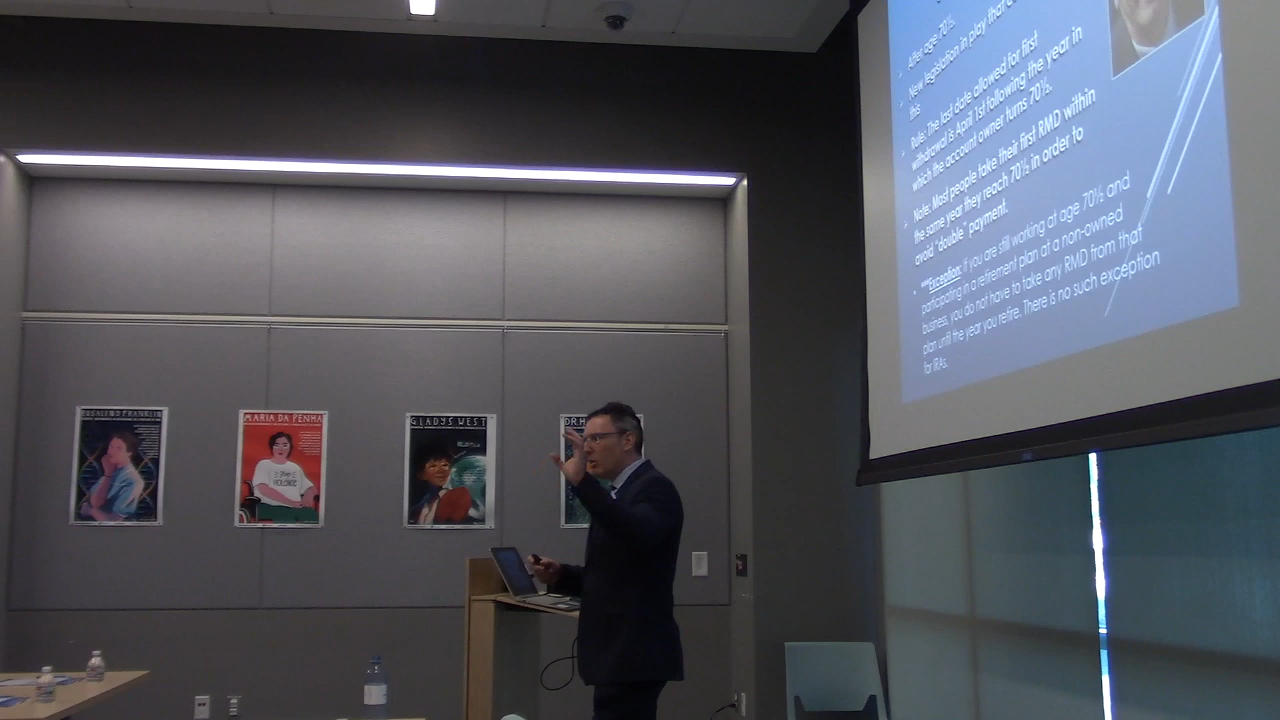 After age 70½.
New legislation in play that
this
Rule: The last date allowed for first
withdrawal is April 1st following the year in
which the account owner turns 70½.
Note: Most people take their first RMD within
the same year they reach 70½ in order to
avoid "double" payment.
***Exception: If you are still working at age 70½ and
participating in a retirement plan at a non-owned
business, you do not have to take any RMD from that
plan until the year you retire. There is no such exception
for IRAs.
ROSALIND FRANKLIN
MARIA DA PENHA
GLADYS WEST
DR.H